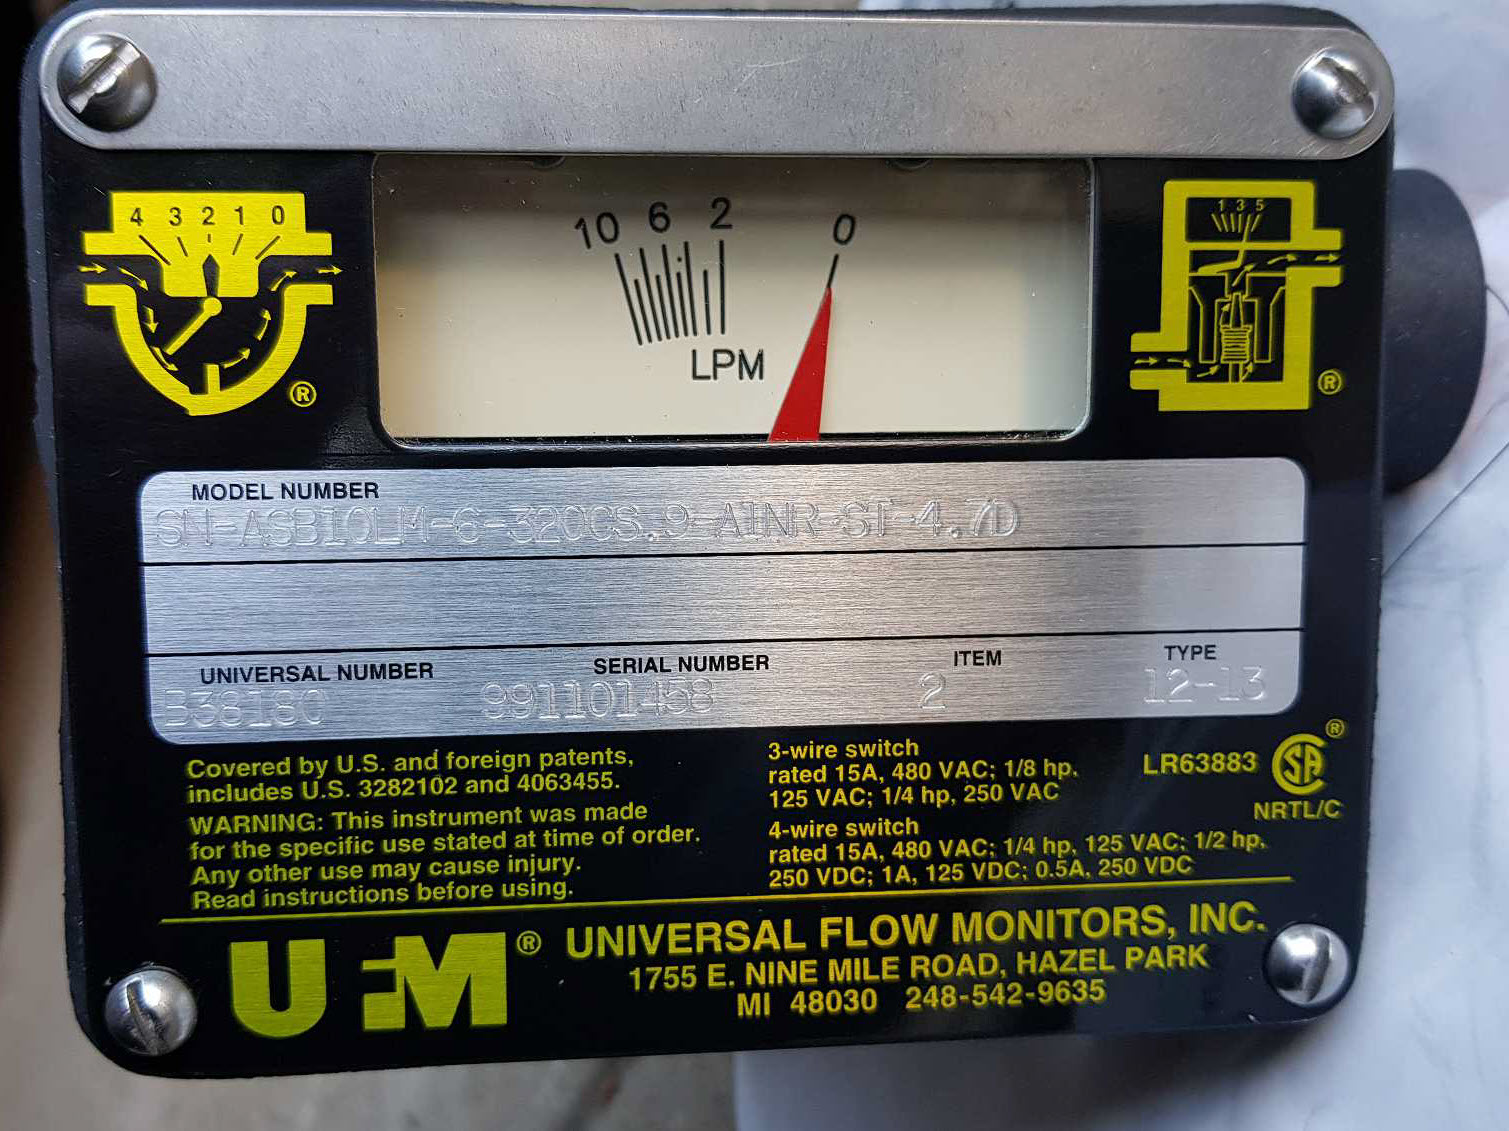 4 3 2 1 0
10 6 2 0
LPM
1 3 5
®
®
MODEL NUMBER
SN-ASB10LM-6-320CS.9-A1NR-ST-4.7D
UNIVERSAL NUMBER SERIAL NUMBER ITEM TYPE
B38180 991101458 2 12-13
Covered by U.S. and foreign patents,
includes U.S. 3282102 and 4063455.
WARNING: This instrument was made
for the specific use stated at time of order.
Any other use may cause injury.
Read instructions before using.
3-wire switch
rated 15A, 480 VAC; 1/8 hp,
125 VAC; 1/4 hp, 250 VAC
4-wire switch
rated 15A, 480 VAC; 1/4 hp, 125 VAC; 1/2 hp,
250 VDC; 1A, 125 VDC; 0.5A, 250 VDC
LR63883 SA ®
NRTL/C
UFM® UNIVERSAL FLOW MONITORS, INC.
1755 E. NINE MILE ROAD, HAZEL PARK
MI 48030 248-542-9635